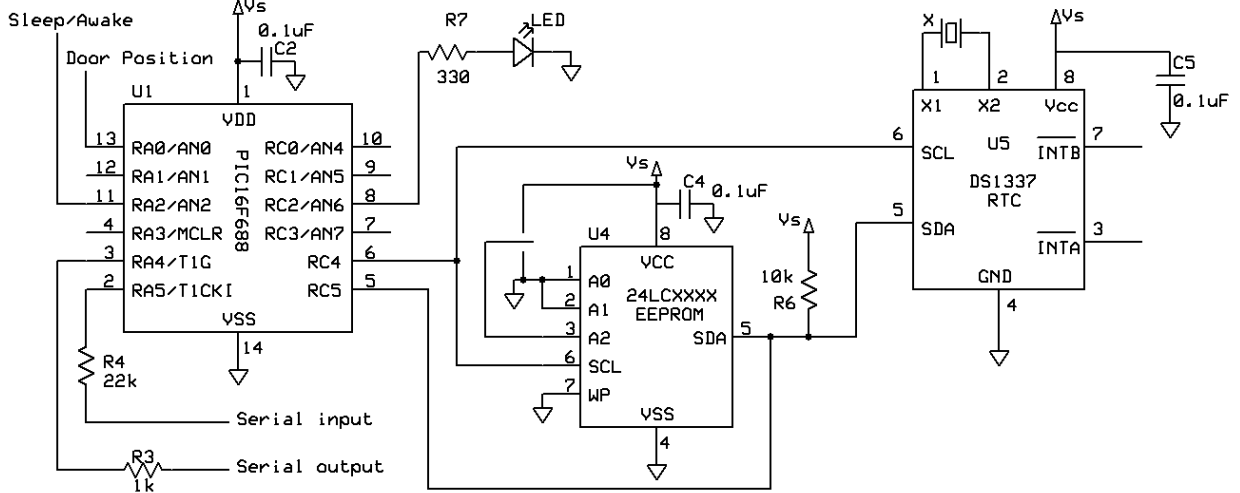 Sleep/Awake
Door Position
Vs
0.1uF
C2
R7
330
LED
U1
1
VDD
PIC16F688
13 RA0/AN0
12 RA1/AN1
11 RA2/AN2
4 RA3/MCLR
3 RA4/T1G
2 RA5/T1CKI
RC0/AN4 10
RC1/AN5 9
RC2/AN6 8
RC3/AN7 7
RC4 6
RC5 5
VSS
14
R4
22k
Serial input
R3
1k
Serial output
Vs
C4
0.1uF
U4
8
VCC
24LCXXXX
EEPROM
1 A0
2 A1
3 A2
6 SCL
7 WP
SDA 5
VSS
4
Vs
10k
R6
X
Vs
1
2
8
C5
0.1uF
X1
X2
Vcc
U5
6 SCL
INTB 7
DS1337
RTC
5 SDA
INTA 3
GND
4